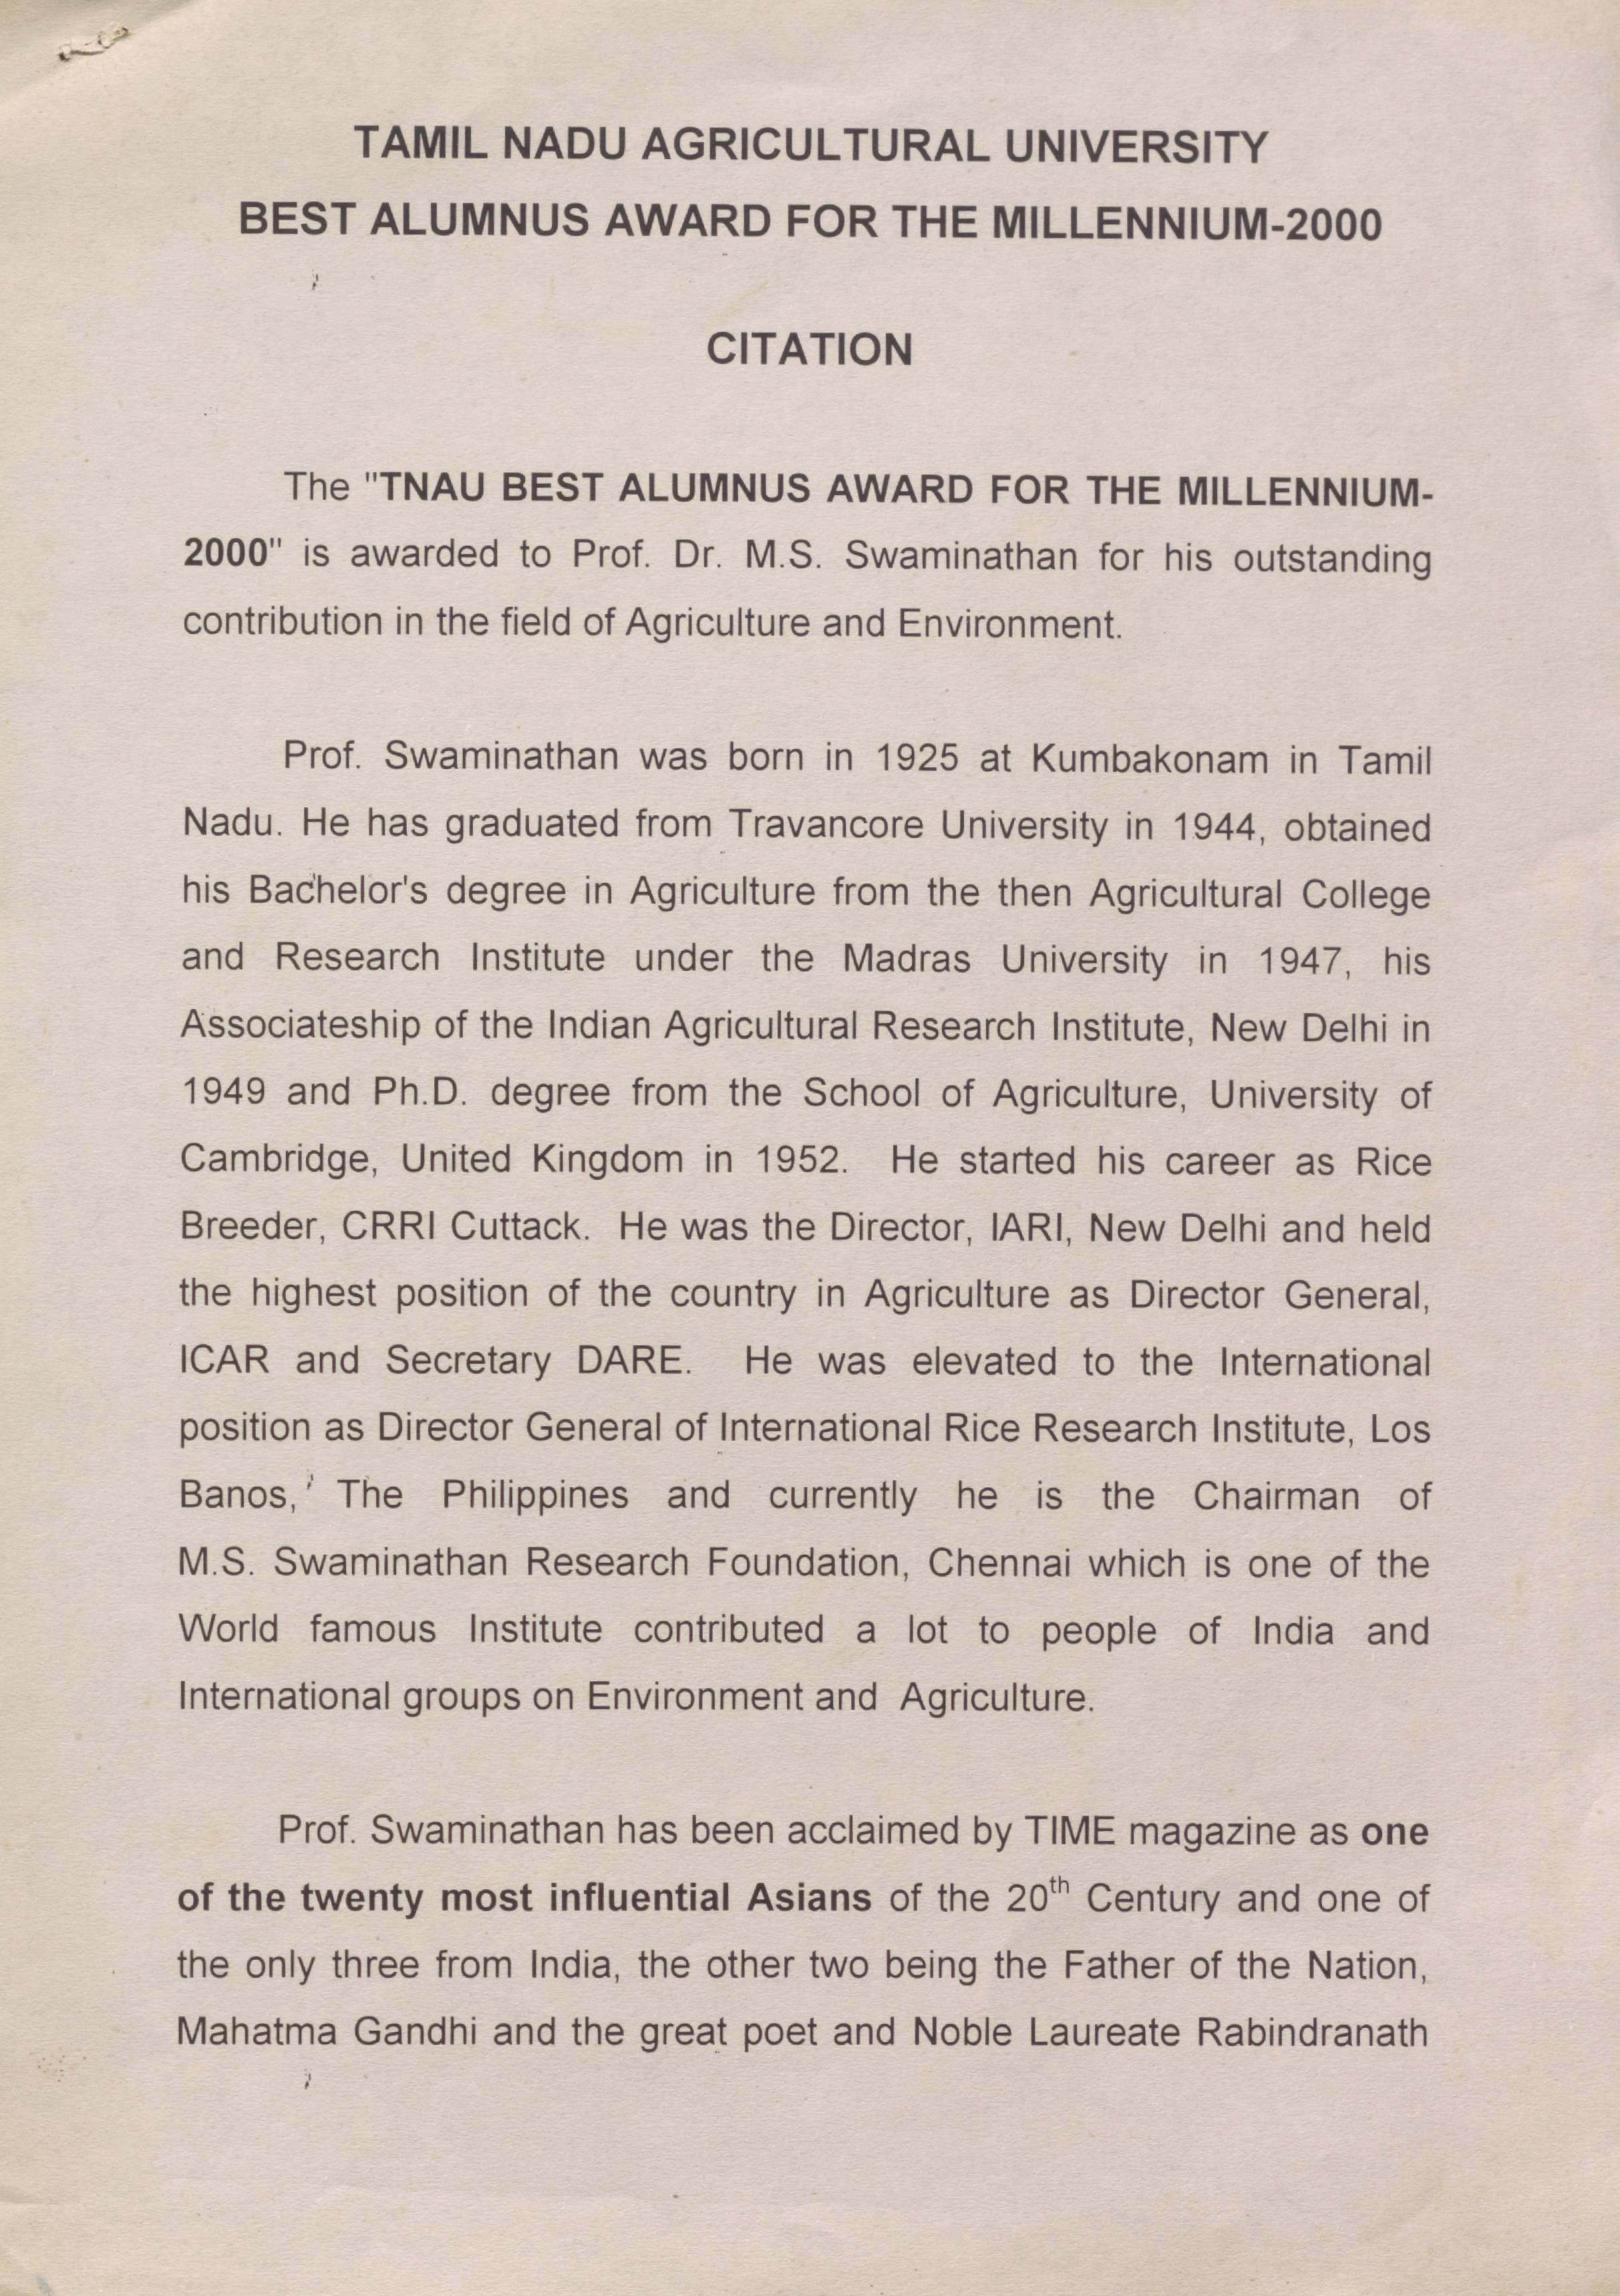 TAMIL NADU AGRICULTURAL UNIVERSITY
BEST ALUMNUS AWARD FOR THE MILLENNIUM-2000
CITATION
The "TNAU BEST ALUMNUS AWARD FOR THE MILLENNIUM-
2000" is awarded to Prof. Dr. M.S. Swaminathan for his outstanding
contribution in the field of Agriculture and Environment.
Prof. Swaminathan was born in 1925 at Kumbakonam in Tamil
Nadu. He has graduated from Travancore University in 1944, obtained
his Bachelor's degree in Agriculture from the then Agricultural College
and Research Institute under the Madras University in 1947, his
Associateship of the Indian Agricultural Research Institute, New Delhi in
1949 and Ph.D. degree from the School of Agriculture, University of
Cambridge, United Kingdom in 1952. He started his career as Rice
Breeder, CRRI Cuttack. He was the Director, IARI, New Delhi and held
the highest position of the country in Agriculture as Director General,
ICAR and Secretary DARE. He was elevated to the International
position as Director General of International Rice Research Institute, Los
Banos, The Philippines and currently he is the Chairman of
M.S. Swaminathan Research Foundation, Chennai which is one of the
World famous Institute contributed a lot to people of India and
International groups on Environment and Agriculture.
Prof. Swaminathan has been acclaimed by TIME magazine as one
of the twenty most influential Asians of the 20th Century and one of
the only three from India, the other two being the Father of the Nation,
Mahatma Gandhi and the great poet and Noble Laureate Rabindranath